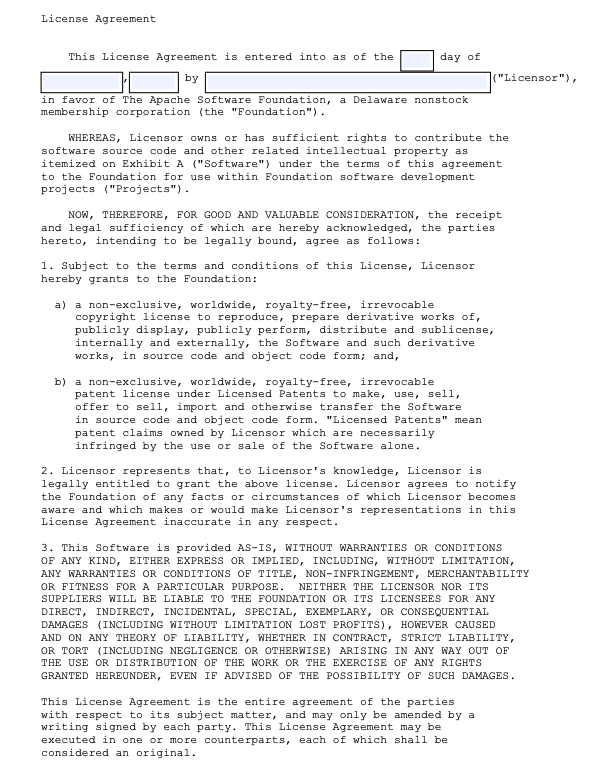 License Agreement
This License Agreement is entered into as of the day of
, by ("Licensor"),
in favor of The Apache Software Foundation, a Delaware nonstock
membership corporation (the "Foundation").
WHEREAS, Licensor owns or has sufficient rights to contribute the
software source code and other related intellectual property as
itemized on Exhibit A ("Software") under the terms of this agreement
to the Foundation for use within Foundation software development
projects ("Projects").
NOW, THEREFORE, FOR GOOD AND VALUABLE CONSIDERATION, the receipt
and legal sufficiency of which are hereby acknowledged, the parties
hereto, intending to be legally bound, agree as follows:
1. Subject to the terms and conditions of this License, Licensor
hereby grants to the Foundation:
a) a non-exclusive, worldwide, royalty-free, irrevocable
copyright license to reproduce, prepare derivative works of,
publicly display, publicly perform, distribute and sublicense,
internally and externally, the Software and such derivative
works, in source code and object code form; and,
b) a non-exclusive, worldwide, royalty-free, irrevocable
patent license under Licensed Patents to make, use, sell,
offer to sell, import and otherwise transfer the Software
in source code and object code form. "Licensed Patents" mean
patent claims owned by Licensor which are necessarily
infringed by the use or sale of the Software alone.
2. Licensor represents that, to Licensor's knowledge, Licensor is
legally entitled to grant the above license. Licensor agrees to notify
the Foundation of any facts or circumstances of which Licensor becomes
aware and which makes or would make Licensor's representations in this
License Agreement inaccurate in any respect.
3. This Software is provided AS-IS, WITHOUT WARRANTIES OR CONDITIONS
OF ANY KIND, EITHER EXPRESS OR IMPLIED, INCLUDING, WITHOUT LIMITATION,
ANY WARRANTIES OR CONDITIONS OF TITLE, NON-INFRINGEMENT, MERCHANTABILITY
OR FITNESS FOR A PARTICULAR PURPOSE. NEITHER THE LICENSOR NOR ITS
SUPPLIERS WILL BE LIABLE TO THE FOUNDATION OR ITS LICENSEES FOR ANY
DIRECT, INDIRECT, INCIDENTAL, SPECIAL, EXEMPLARY, OR CONSEQUENTIAL
DAMAGES (INCLUDING WITHOUT LIMITATION LOST PROFITS), HOWEVER CAUSED
AND ON ANY THEORY OF LIABILITY, WHETHER IN CONTRACT, STRICT LIABILITY,
OR TORT (INCLUDING NEGLIGENCE OR OTHERWISE) ARISING IN ANY WAY OUT OF
THE USE OR DISTRIBUTION OF THE WORK OR THE EXERCISE OF ANY RIGHTS
GRANTED HEREUNDER, EVEN IF ADVISED OF THE POSSIBILITY OF SUCH DAMAGES.
This License Agreement is the entire agreement of the parties
with respect to its subject matter, and may only be amended by a
writing signed by each party. This License Agreement may be
executed in one or more counterparts, each of which shall be
considered an original.